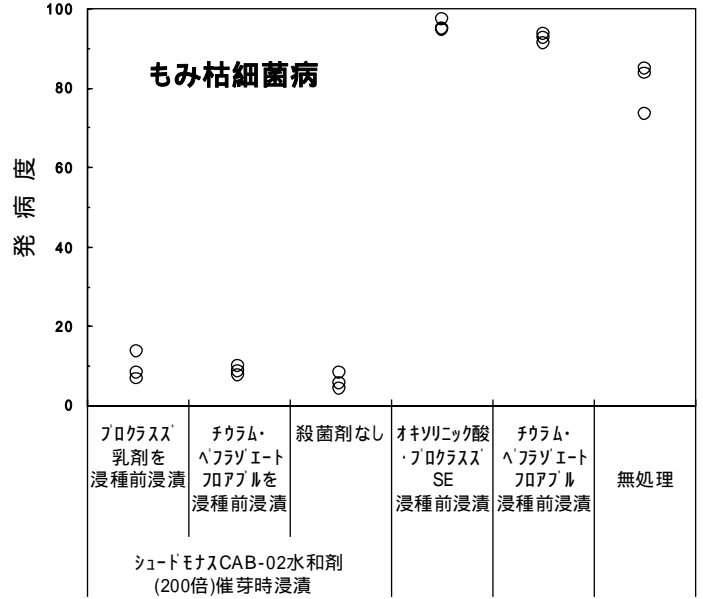 100
もみ枯細菌病
80
60
発病度
40
20
0
プロクラズ
乳剤を
浸種前浸漬
チウラム・
ペフラゾエート
フロアブルを
浸種前浸漬
殺菌剤なし
オキソリニック酸
・プロクラズ
SE
浸種前浸漬
チウラム・
ペフラゾエート
フロアブル
浸種前浸漬
無処理
シュードモナスCAB-02水和剤
(200倍)催芽時浸漬